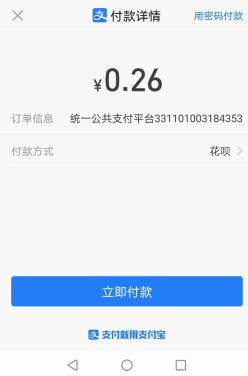 付款详情 用密码付款
¥0.26
订单信息 统一公共支付平台331101003184353
付款方式 花呗
立即付款
支付就用支付宝